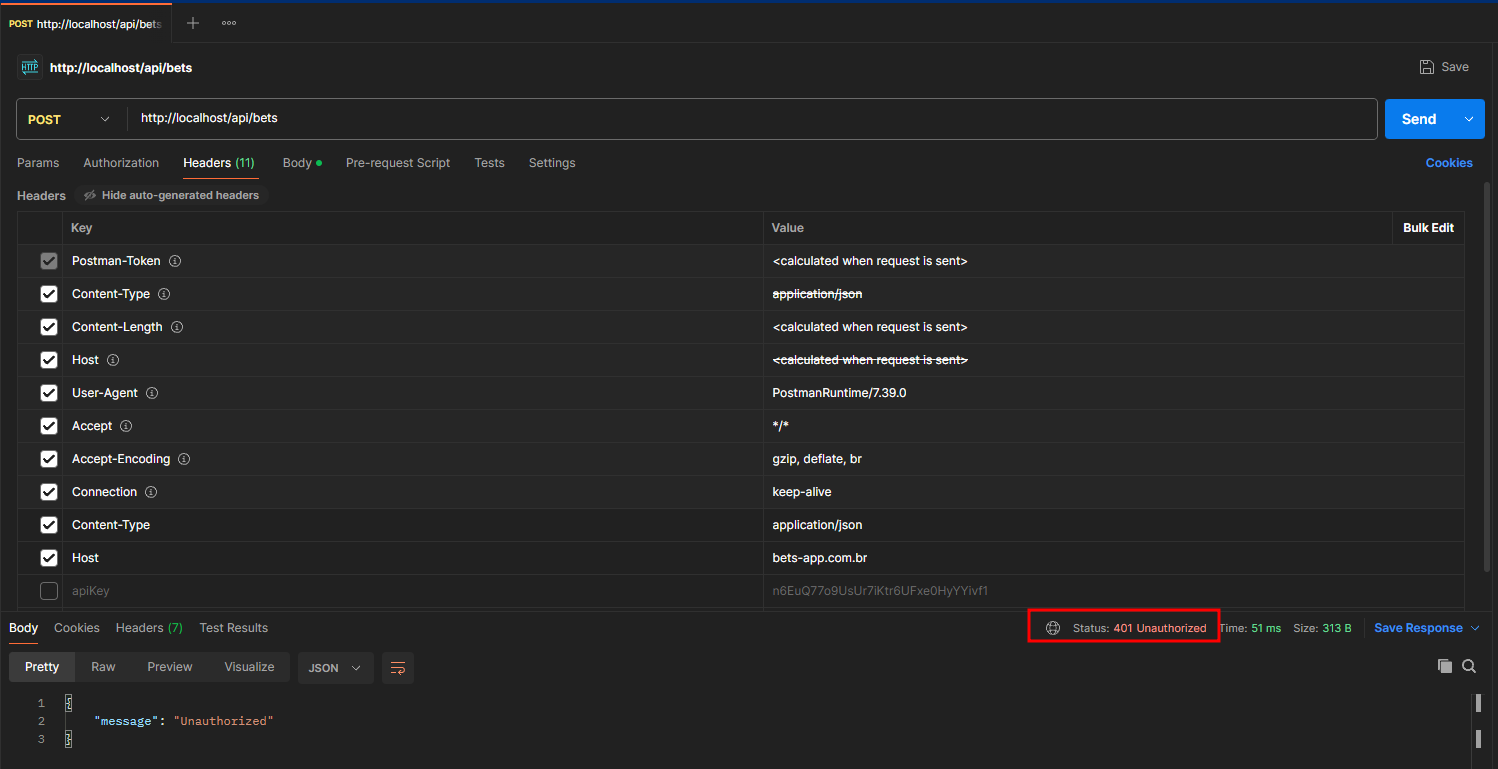 POST http://localhost/api/bets
HTTP http://localhost/api/bets Save
POST http://localhost/api/bets Send
Params Authorization Headers (11) Body Pre-request Script Tests Settings Cookies
Headers Hide auto-generated headers
Key Value Bulk Edit
Postman-Token <calculated when request is sent>
Content-Type application/json
Content-Length <calculated when request is sent>
Host <calculated when request is sent>
User-Agent PostmanRuntime/7.39.0
Accept */*
Accept-Encoding gzip, deflate, br
Connection keep-alive
Content-Type application/json
Host bets-app.com.br
apiKey n6EuQ77o9UsUr7iKtr6UFxe0HyYYivf1
Body Cookies Headers (7) Test Results Status: 401 Unauthorized Time: 51 ms Size: 313 B Save Response
Pretty Raw Preview Visualize JSON
1 {
2 "message": "Unauthorized"
3 }